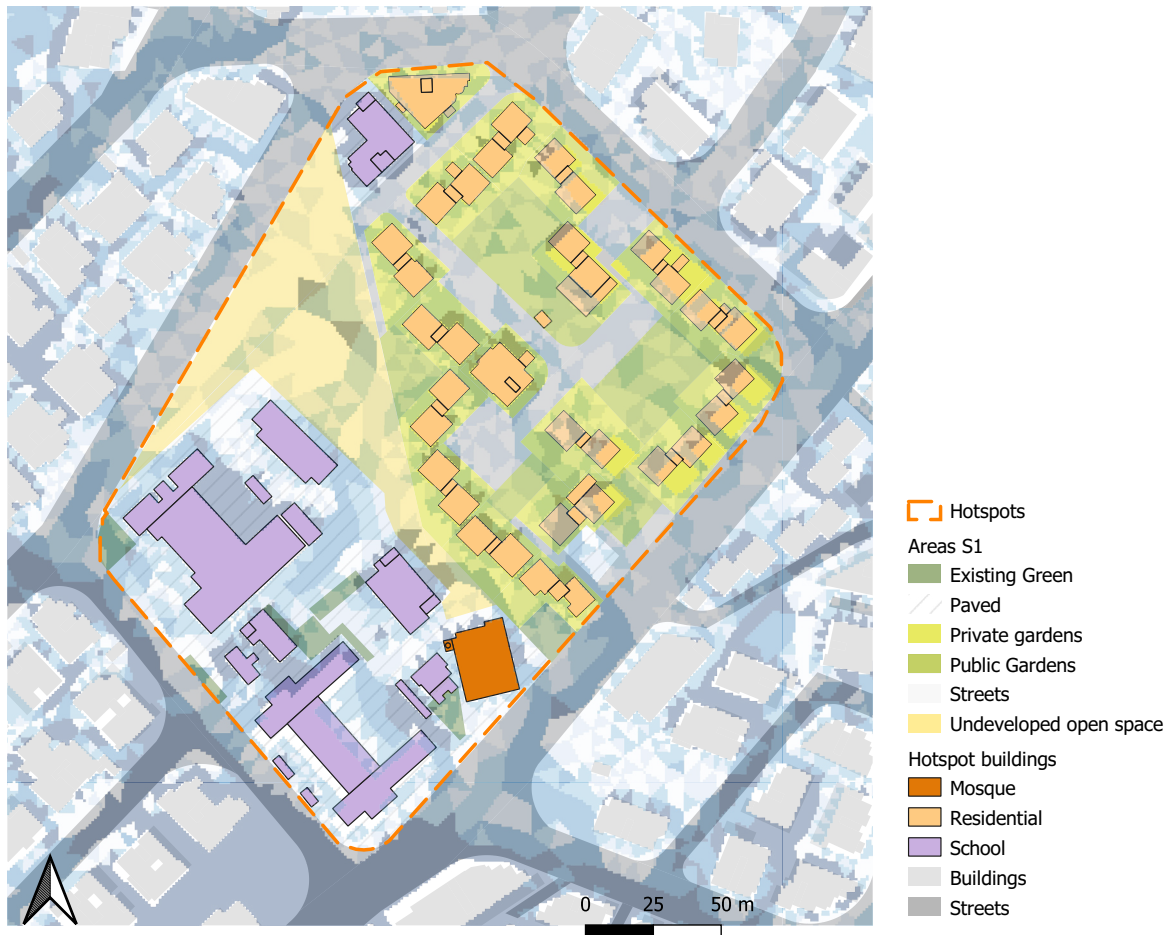 Hotspots
Areas S1
Existing Green
Paved
Private gardens
Public Gardens
Streets
Undeveloped open space
Hotspot buildings
Mosque
Residential
School
Buildings
Streets
0 25 50 m